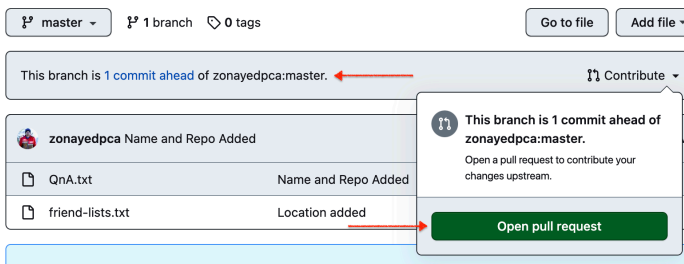 master
1 branch
0 tags
Go to file
Add file
This branch is 1 commit ahead of zonayedpca:master.
Contribute
This branch is 1 commit ahead of
zonayedpca:master.
Open a pull request to contribute your
changes upstream.
Open pull request
zonayedpca Name and Repo Added
QnA.txt
Name and Repo Added
friend-lists.txt
Location added